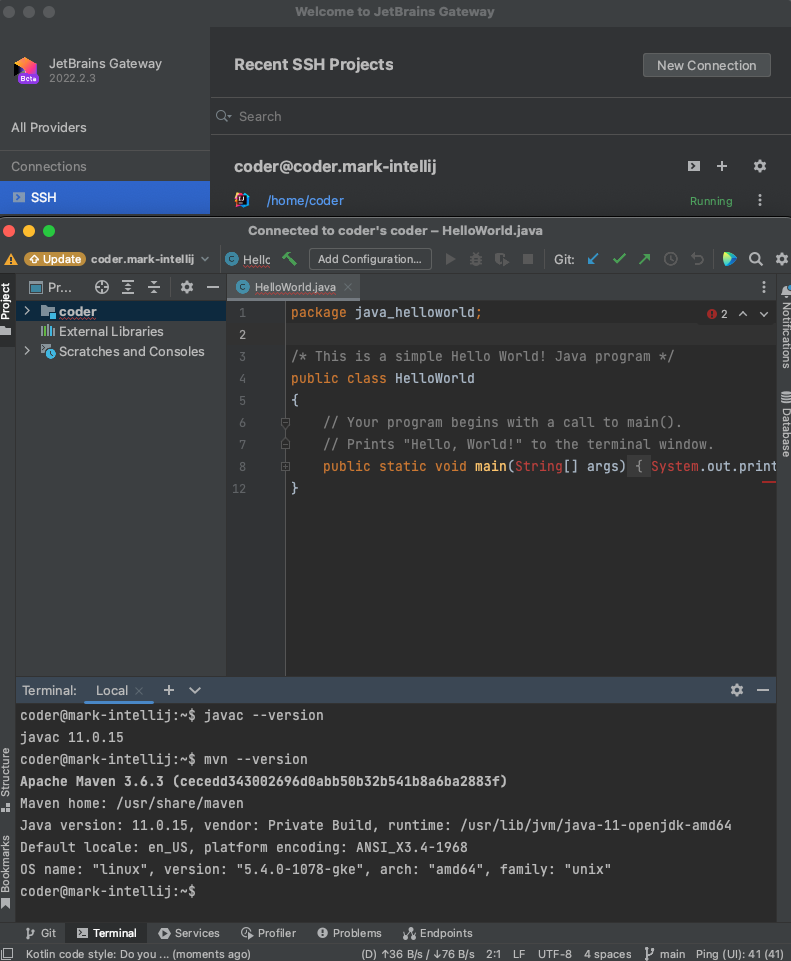 Welcome to JetBrains Gateway
JetBrains Gateway
Beta
2022.2.3
Recent SSH Projects
New Connection
Search
All Providers
Connections
SSH
coder@coder.mark-intellij
/home/coder
Running
Connected to coder's coder – HelloWorld.java
Update
coder.mark-intellij
Hello
Add Configuration...
Git:
Project
Pr...
HelloWorld.java
coder
External Libraries
Scratches and Consoles
1 package java_helloworld;
2
2
3 /* This is a simple Hello World! Java program */
4 public class HelloWorld
5 {
6 // Your program begins with a call to main().
7 // Prints "Hello, World!" to the terminal window.
8 public static void main(String[] args) { System.out.print
12 }
Notifications
Database
Terminal:
Local
coder@mark-intellij:~$ javac --version
javac 11.0.15
coder@mark-intellij:~$ mvn --version
Apache Maven 3.6.3 (cecedd343002696d0abb50b32b541b8a6ba2883f)
Maven home: /usr/share/maven
Java version: 11.0.15, vendor: Private Build, runtime: /usr/lib/jvm/java-11-openjdk-amd64
Default locale: en_US, platform encoding: ANSI_X3.4-1968
OS name: "linux", version: "5.4.0-1078-gke", arch: "amd64", family: "unix"
coder@mark-intellij:~$
Structure
Bookmarks
Git
Terminal
Services
Profiler
Problems
Endpoints
Kotlin code style: Do you ... (moments ago)
(D) ↑36 B/s / ↓76 B/s
2:1
LF
UTF-8
4 spaces
main
Ping (UI): 41 (41)